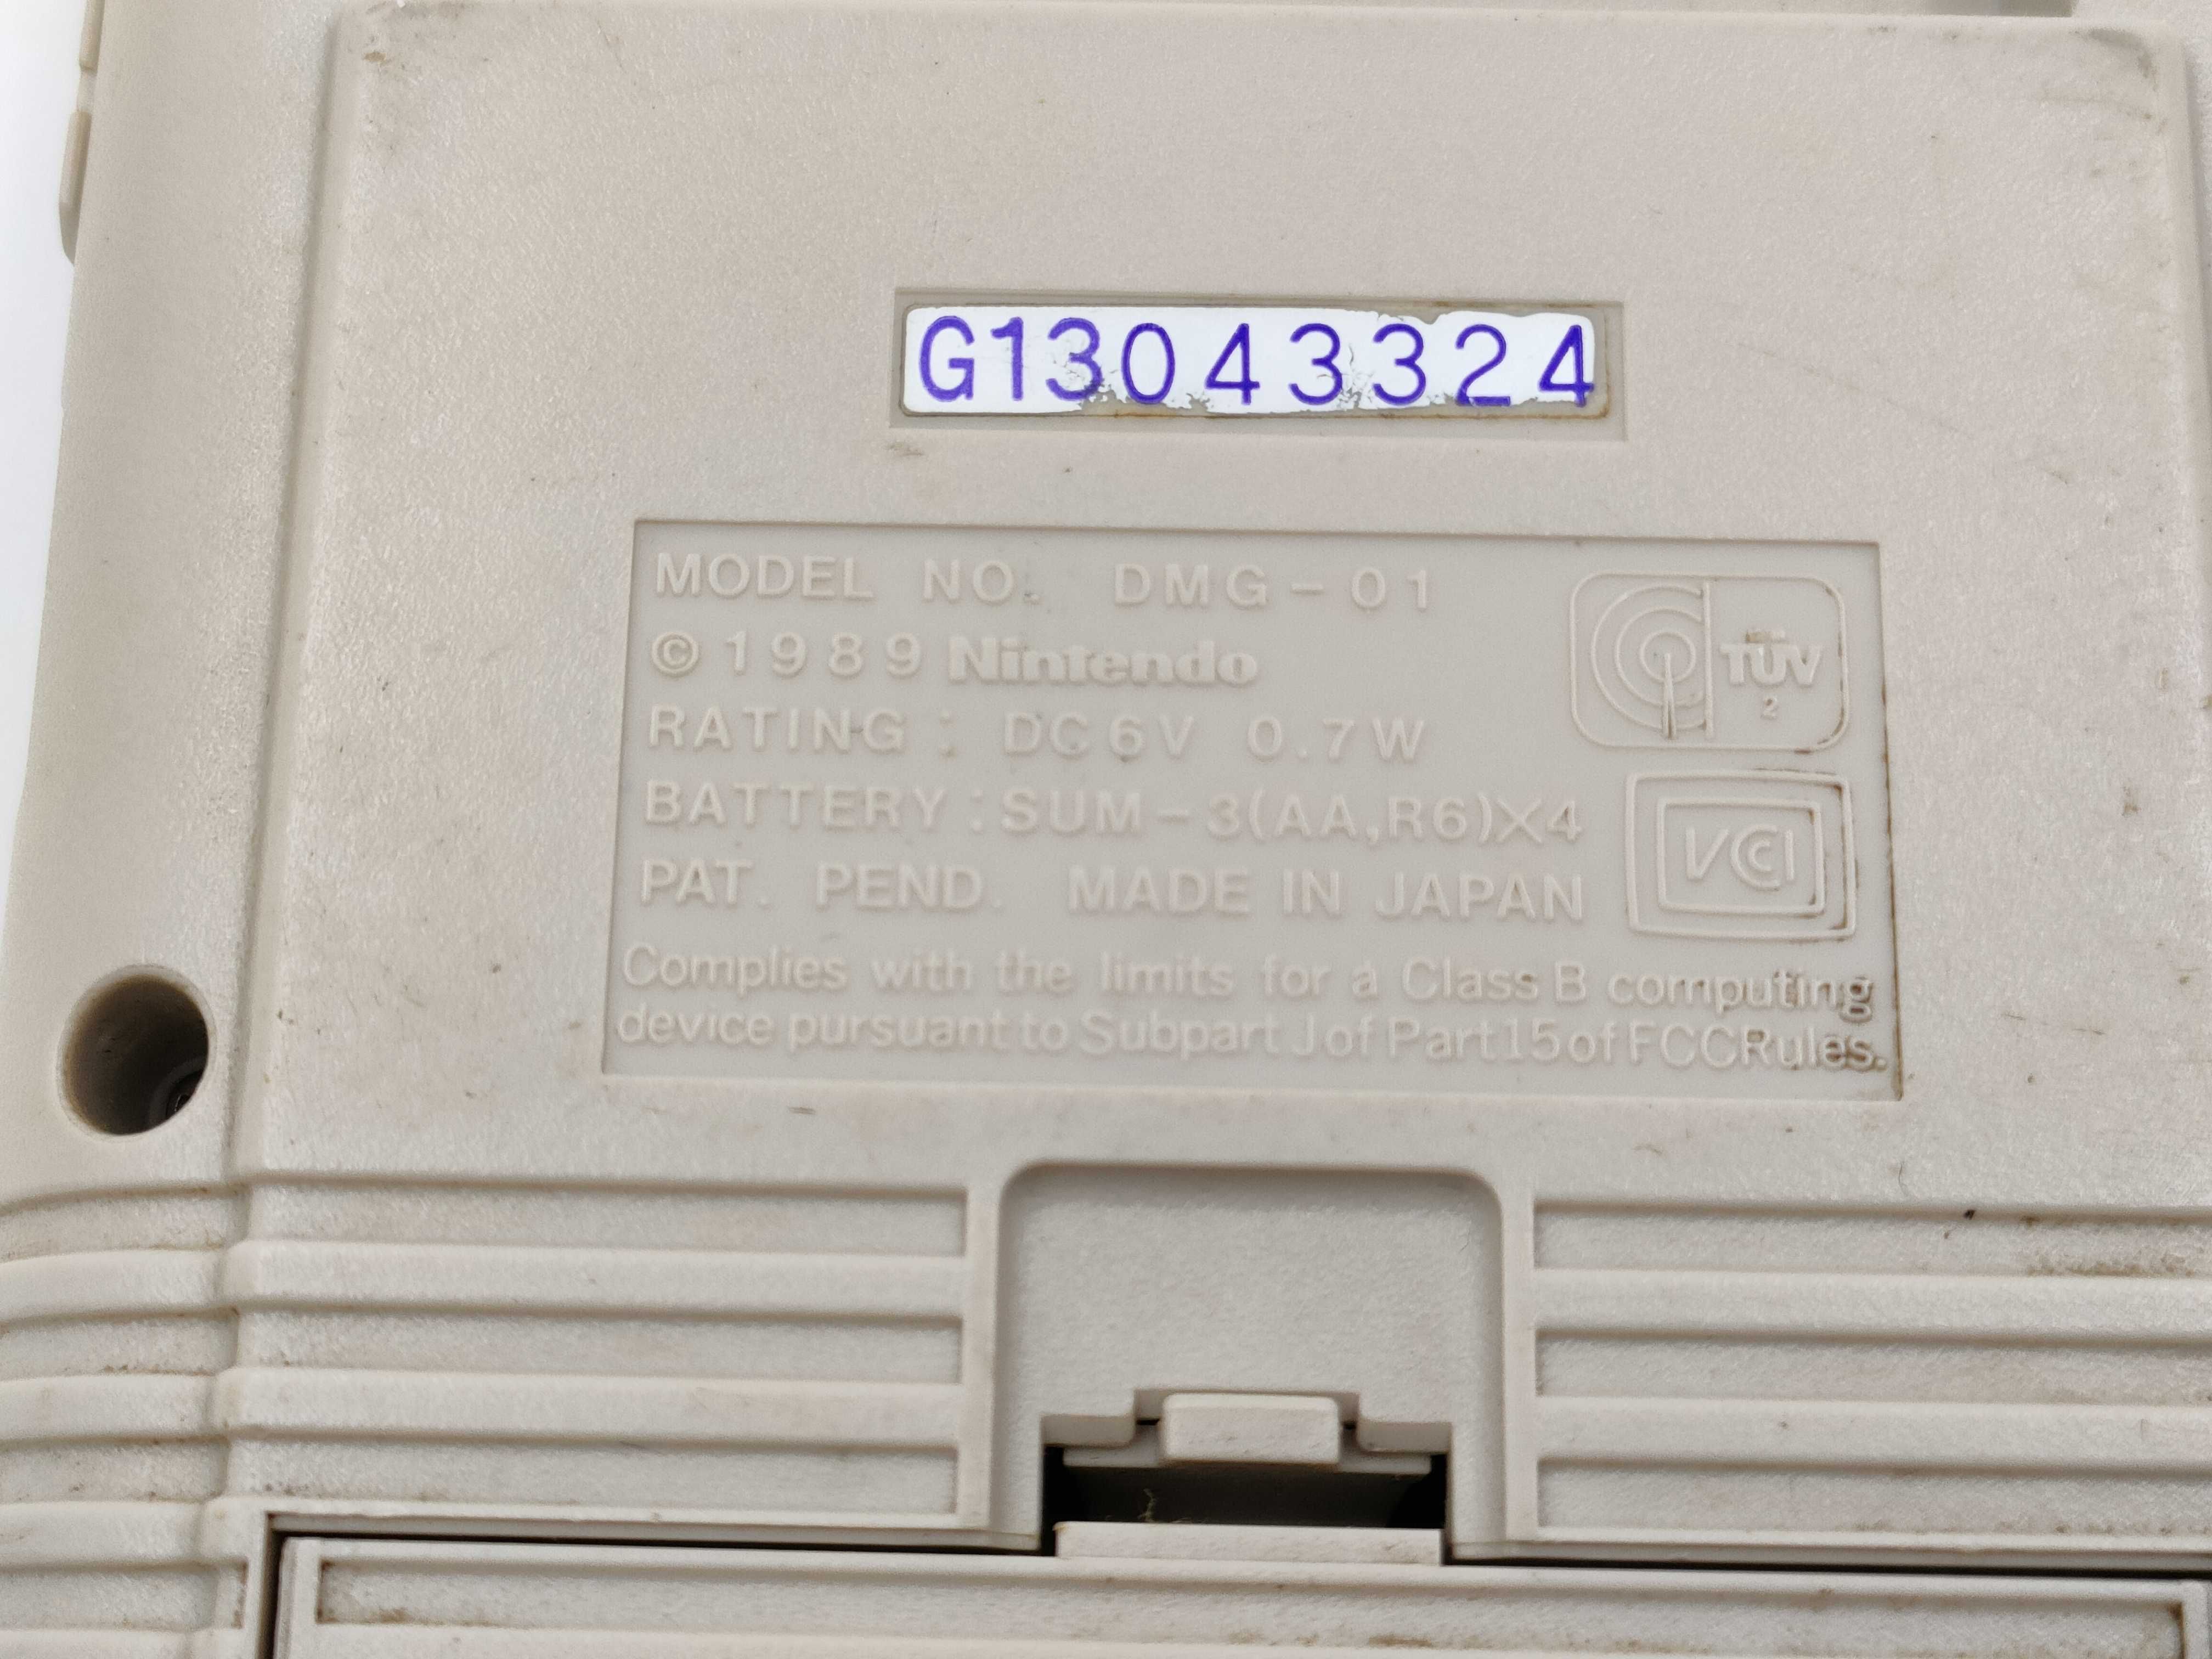 G13043324
MODEL NO. DMG-01
©1989 Nintendo
RATING: DC6V 0.7W
BATTERY:SUM-3(AA,R6)X4
PAT. PEND. MADE IN JAPAN
TÜV
2
VCI
Complies with the limits for a Class B computing
device pursuant to Subpart J of Part 15 of FCC Rules.